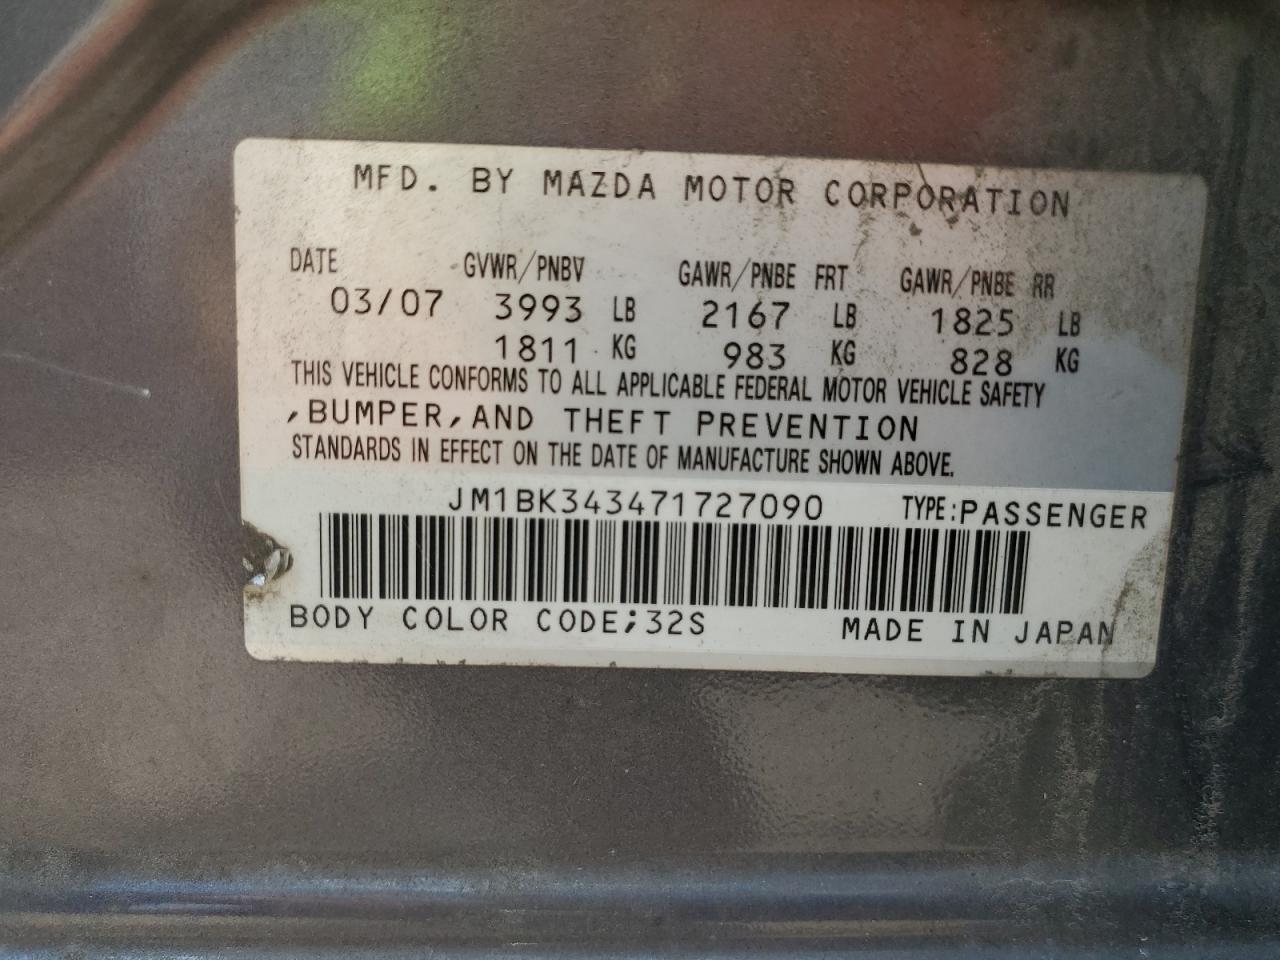 MFD. BY MAZDA MOTOR CORPORATION
DATE GVWR/PNBV GAWR/PNBE FRT GAWR/PNBE RR
03/07 3993 LB 2167 LB 1825 LB
1811 KG 983 KG 828 KG
THIS VEHICLE CONFORMS TO ALL APPLICABLE FEDERAL MOTOR VEHICLE SAFETY
,BUMPER,AND THEFT PREVENTION
STANDARDS IN EFFECT ON THE DATE OF MANUFACTURE SHOWN ABOVE.
JM1BK343471727090 TYPE:PASSENGER
BODY COLOR CODE;32S MADE IN JAPAN